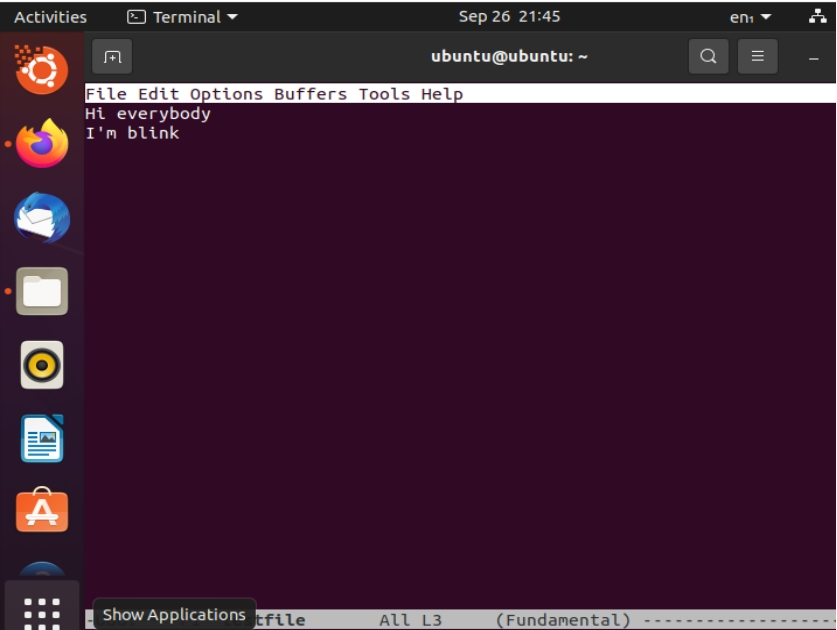 Activities
Terminal
Sep 26 21:45
en₁
ubuntu@ubuntu: ~
File Edit Options Buffers Tools Help
Hi everybody
I'm blink
Show Applications
tfile All L3 (Fundamental) ------------------